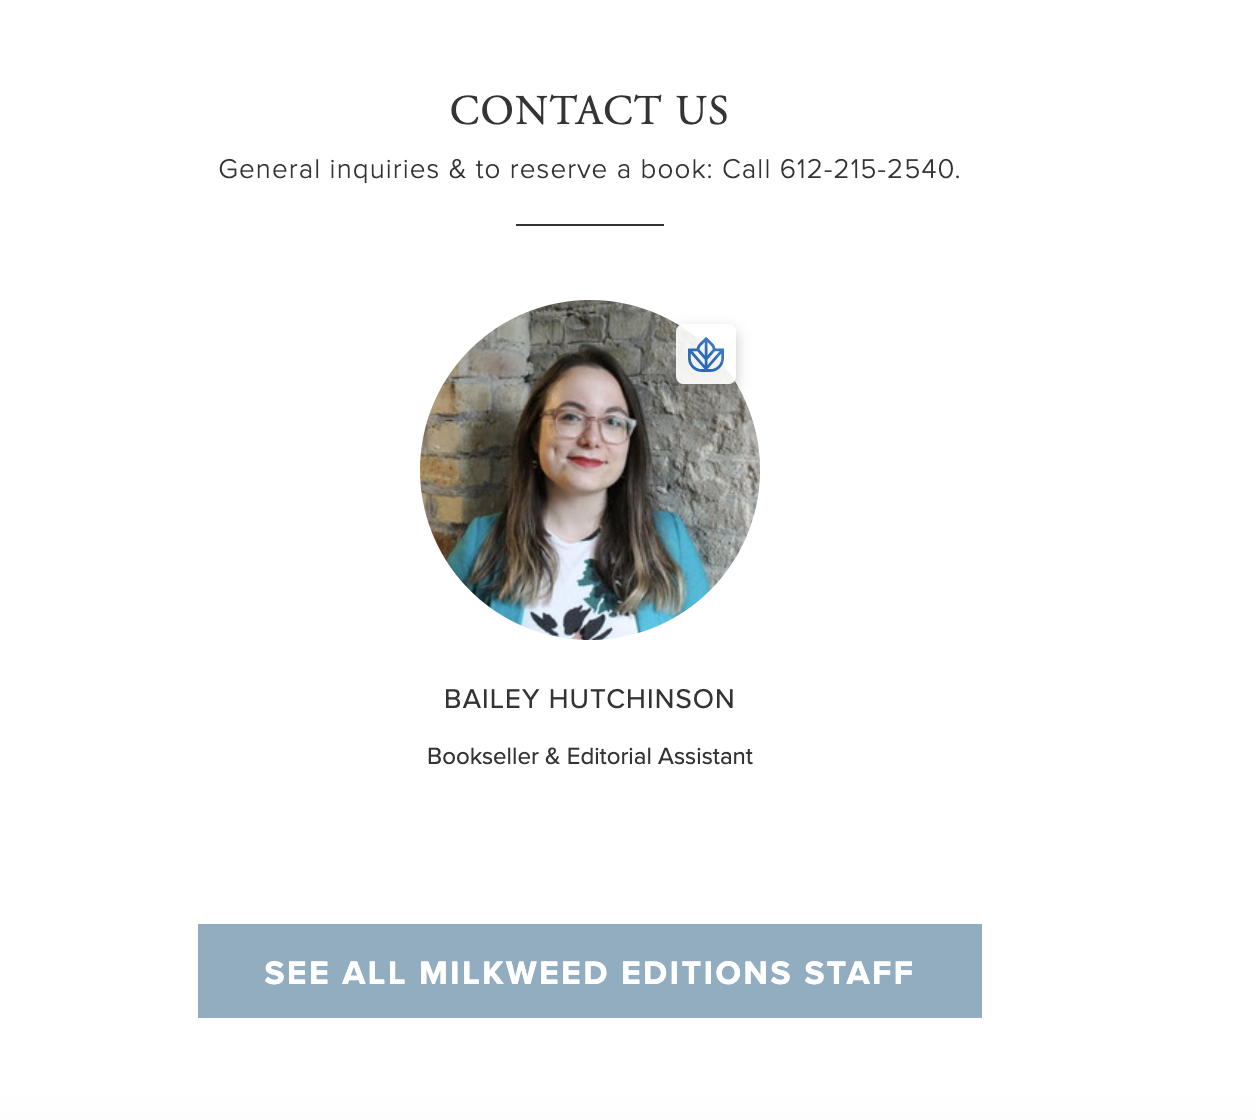 CONTACT US
General inquiries & to reserve a book: Call 612-215-2540.
BAILEY HUTCHINSON
Bookseller & Editorial Assistant
SEE ALL MILKWEED EDITIONS STAFF